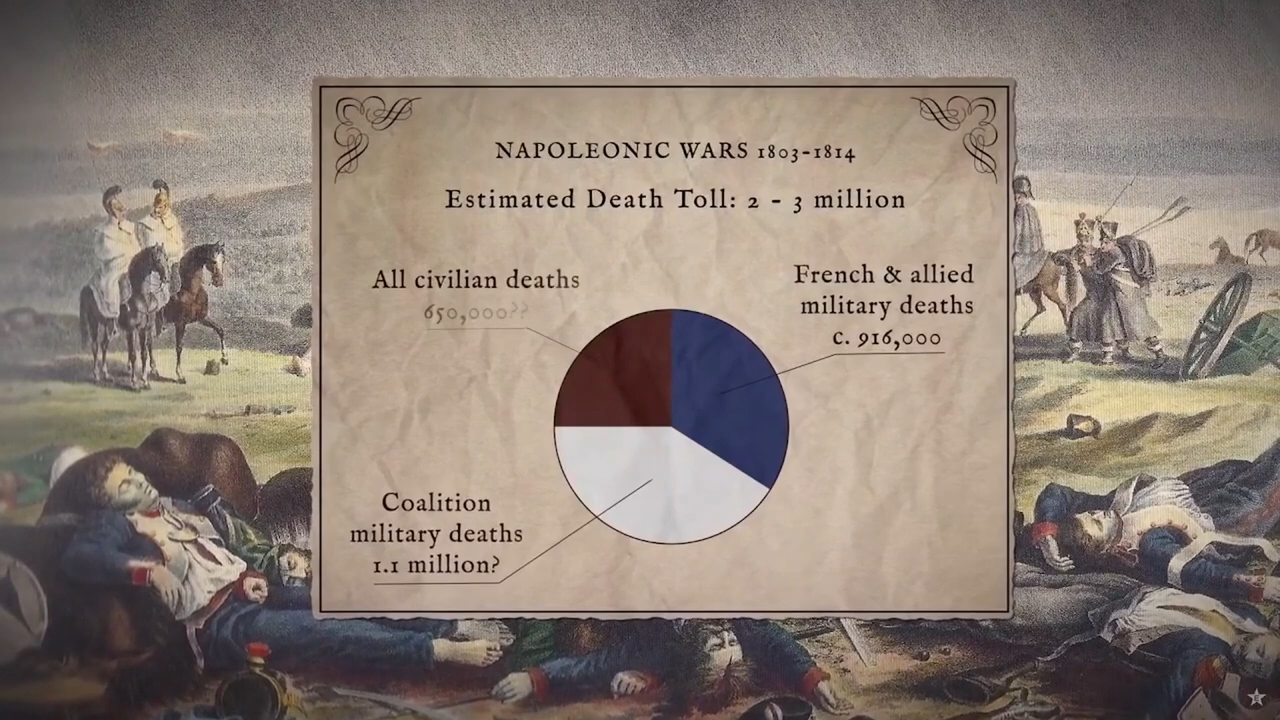 NAPOLEONIC WARS 1803-1814
Estimated Death Toll: 2 - 3 million
All civilian deaths
650,000??
French & allied
military deaths
c. 916,000
Coalition
military deaths
1.1 million?